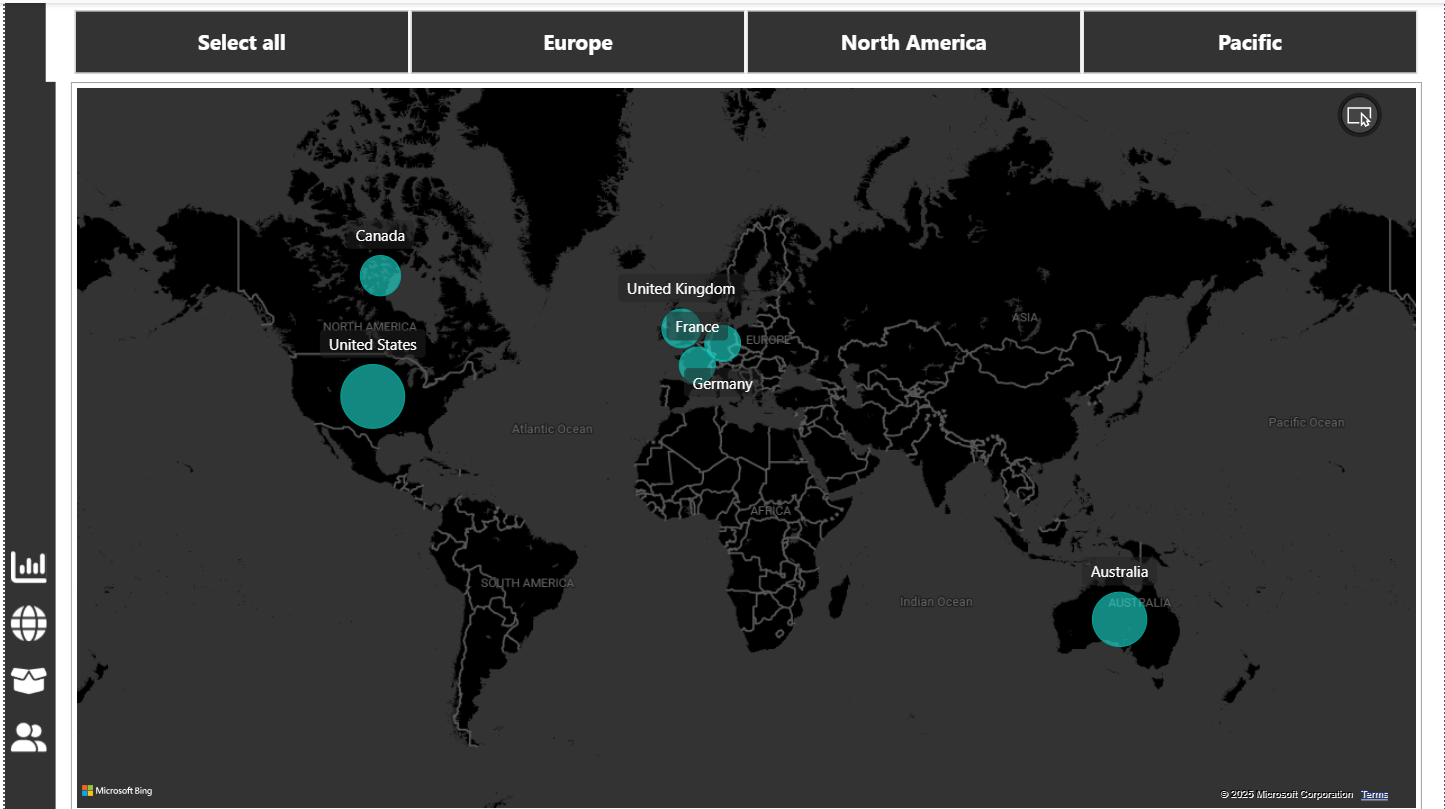 Select all
Europe
North America
Pacific
Canada
United Kingdom
NORTH AMERICA
France
ASIA
United States
EUROPE
Germany
Atlantic Ocean
Pacific Ocean
AFRICA
Australia
SOUTH AMERICA
Indian Ocean
AUSTRALIA
Microsoft Bing
© 2025 Microsoft Corporation Terms